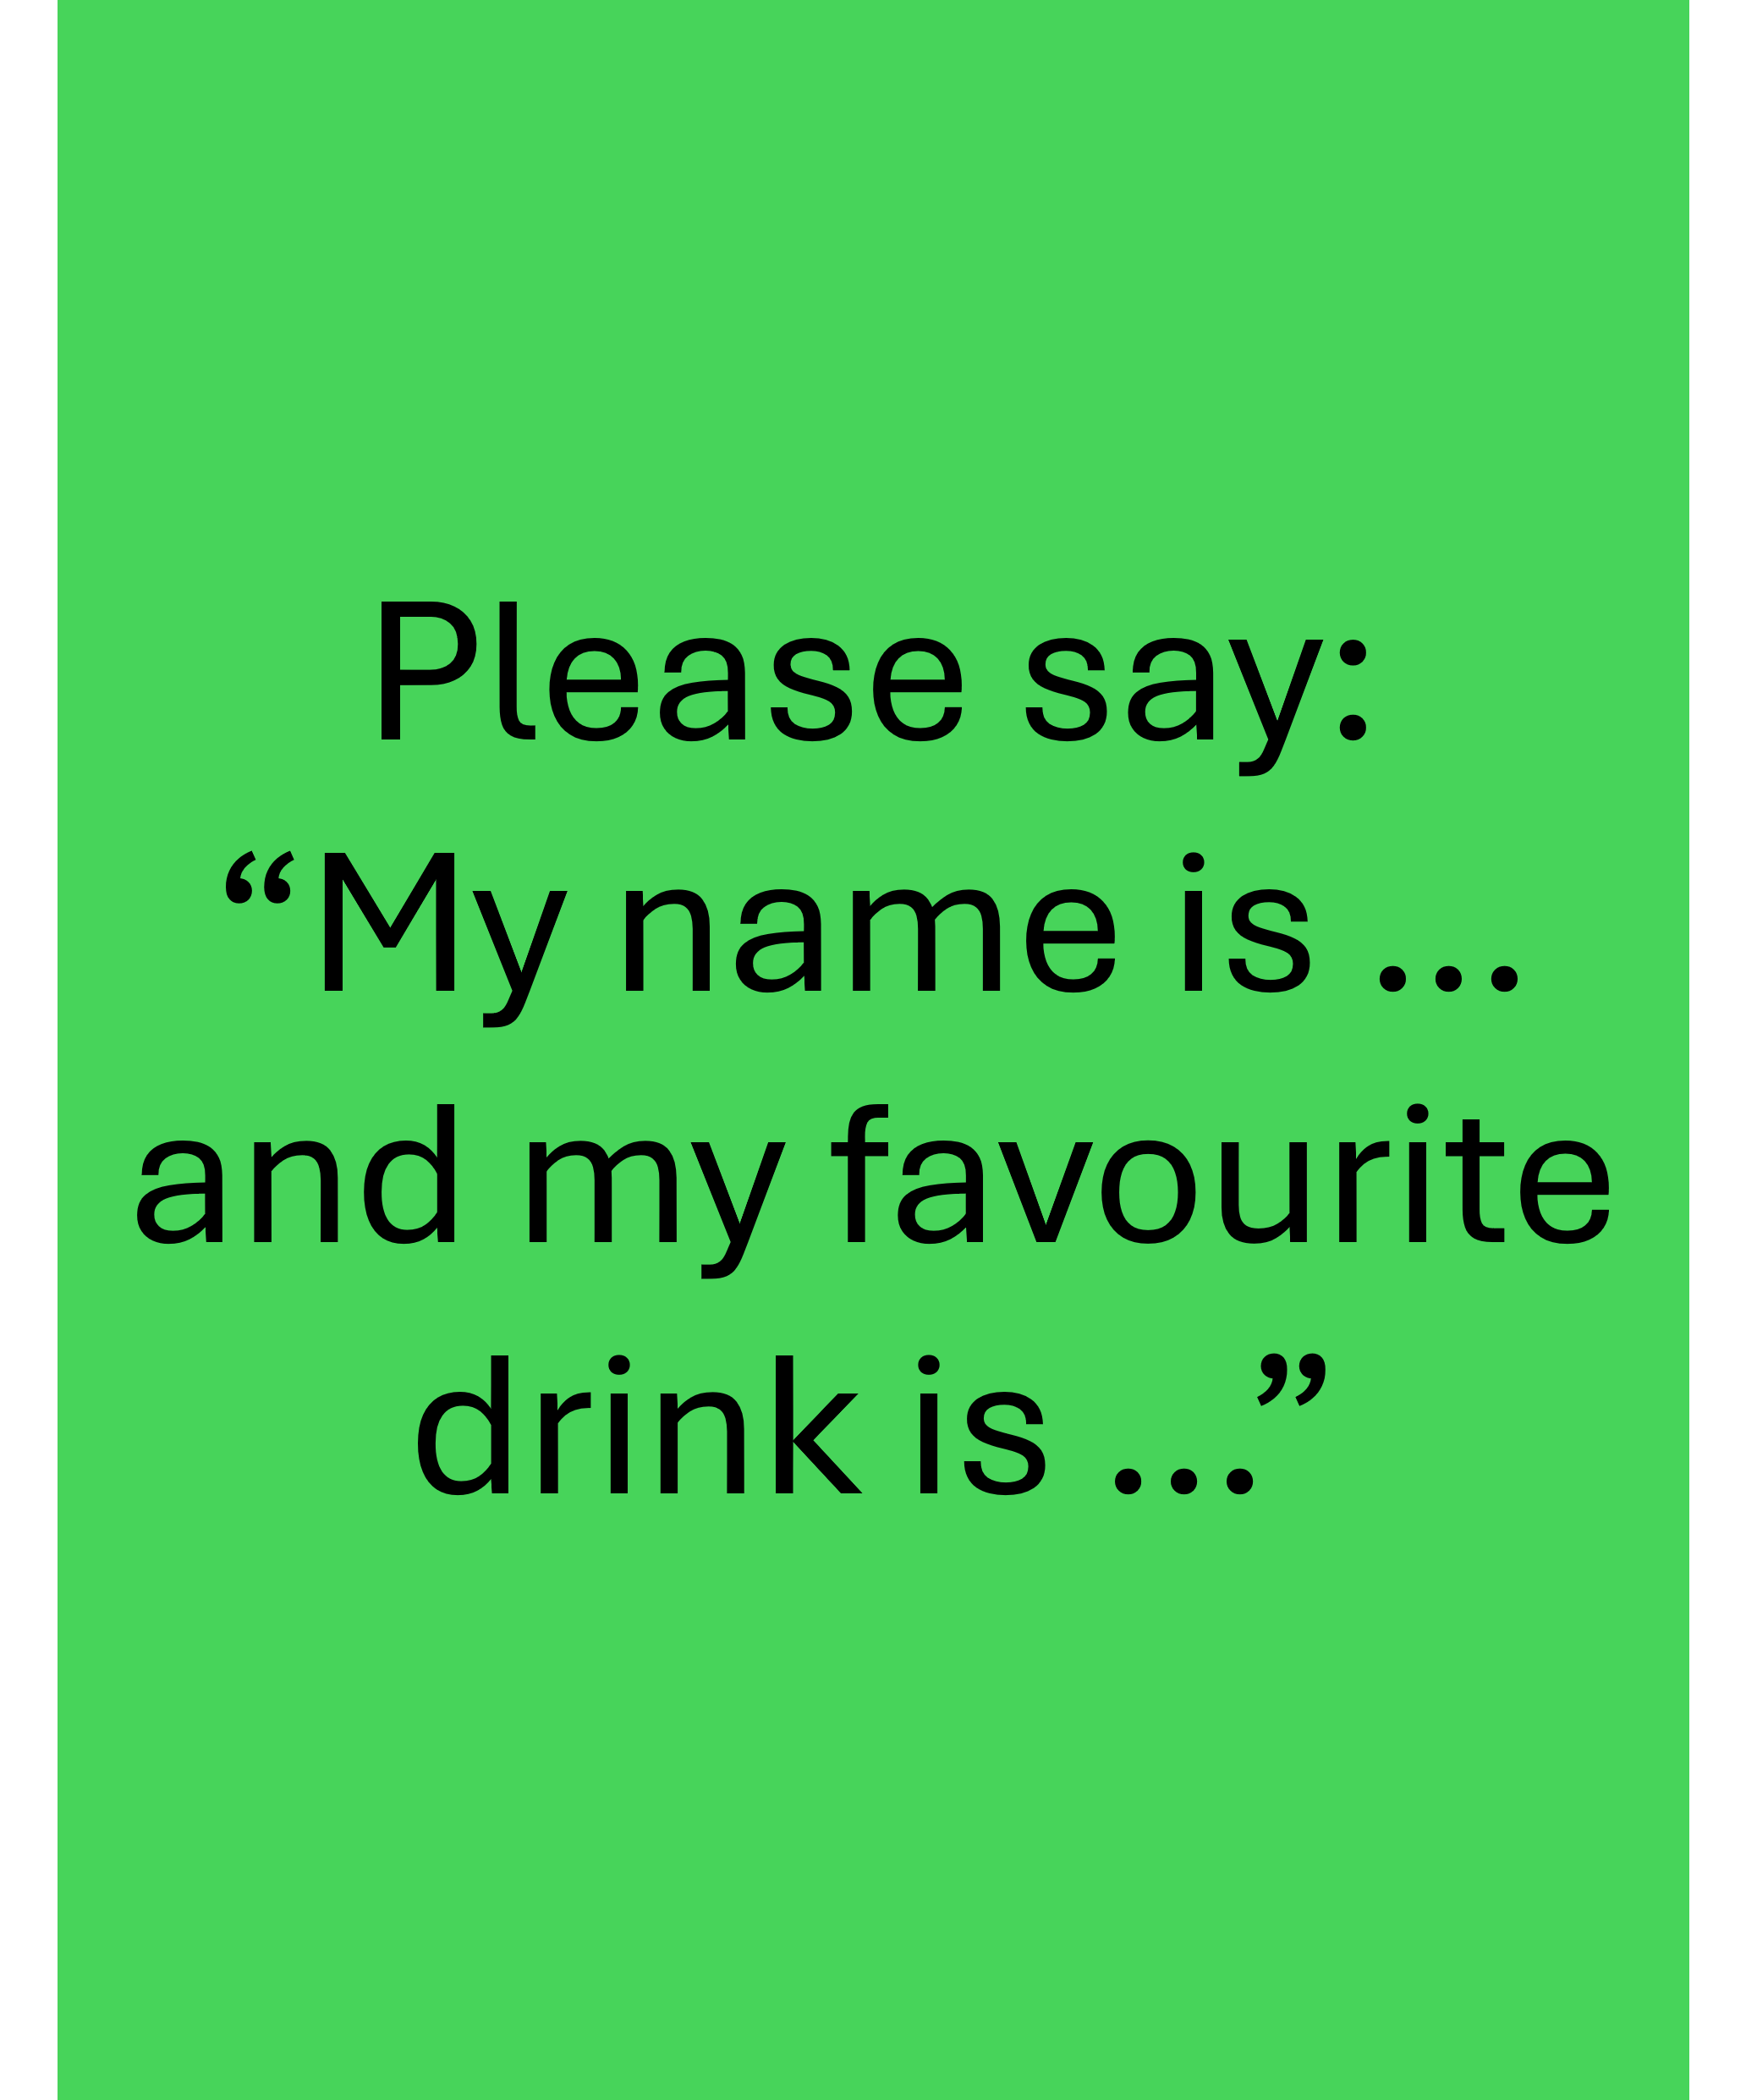 Please say:
“My name is ...
and my favourite
drink is ...”